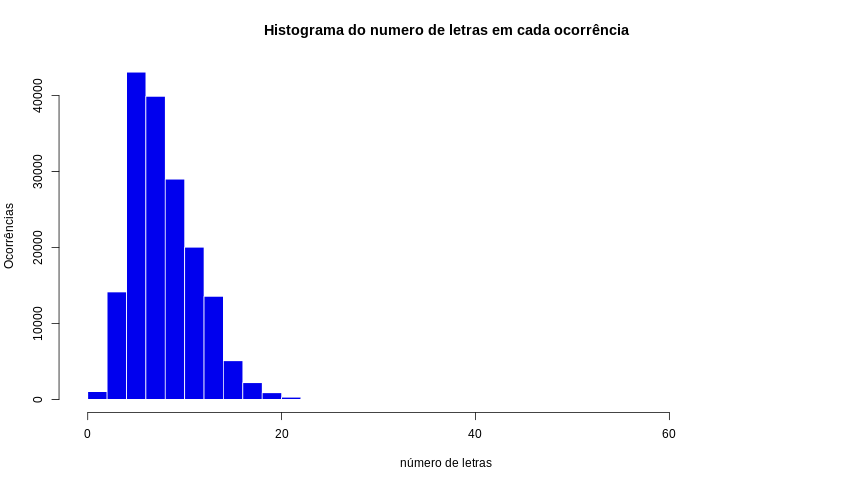 Histograma do numero de letras em cada ocorrência
Ocorrências
40000
30000
20000
10000
0
0 20 40 60
número de letras